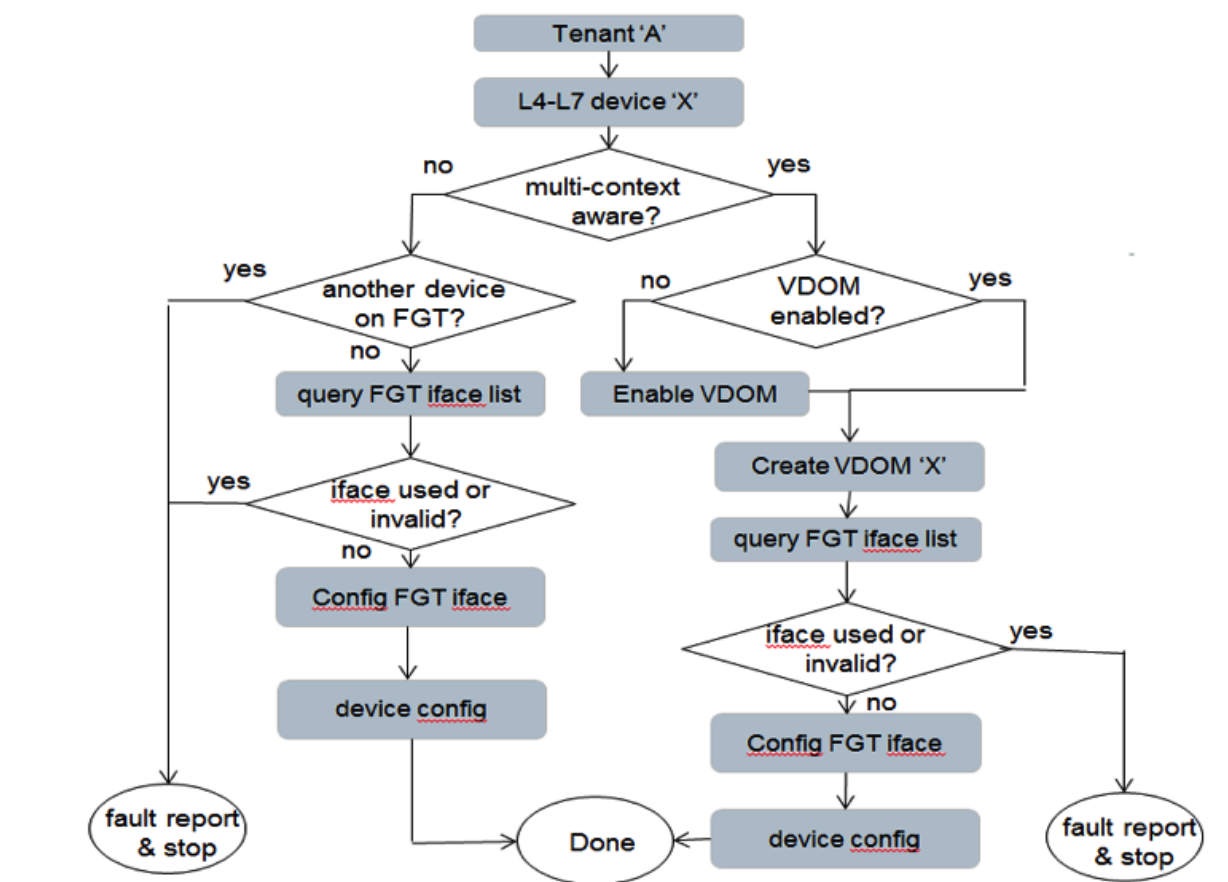 Tenant ‘A’
L4-L7 device ‘X’
no
yes
multi-context
aware?
yes
another device
on FGT?
no
no
VDOM
enabled?
yes
query FGT iface list
Enable VDOM
Create VDOM ‘X’
yes
iface used or
invalid?
no
query FGT iface list
Config FGT iface
iface used or
invalid?
yes
no
device config
Config FGT iface
fault report
& stop
Done
device config
fault report
& stop